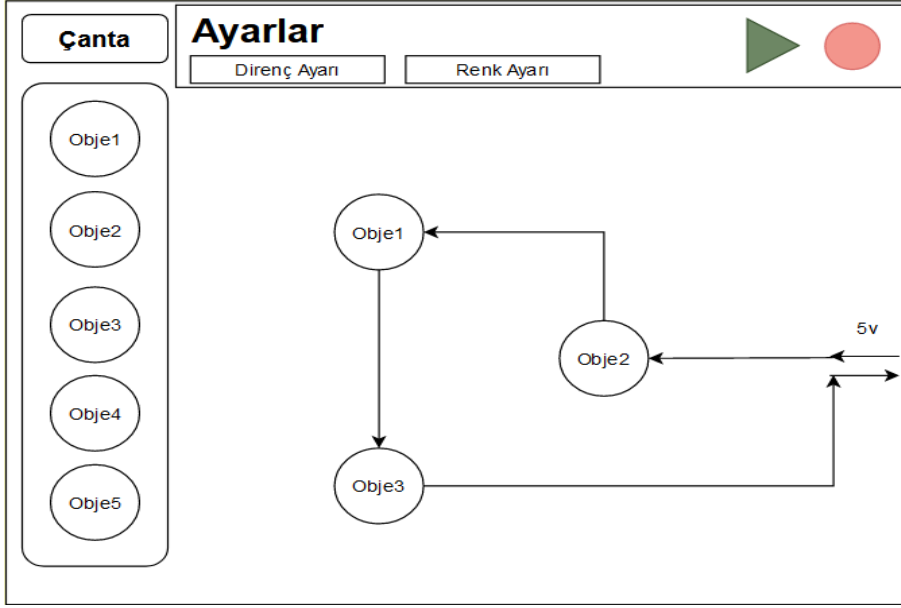 Çanta
Ayarlar
Direnç Ayarı
Renk Ayarı
Obje1
Obje2
Obje3
Obje4
Obje5
Obje1
Obje2
5v
Obje3